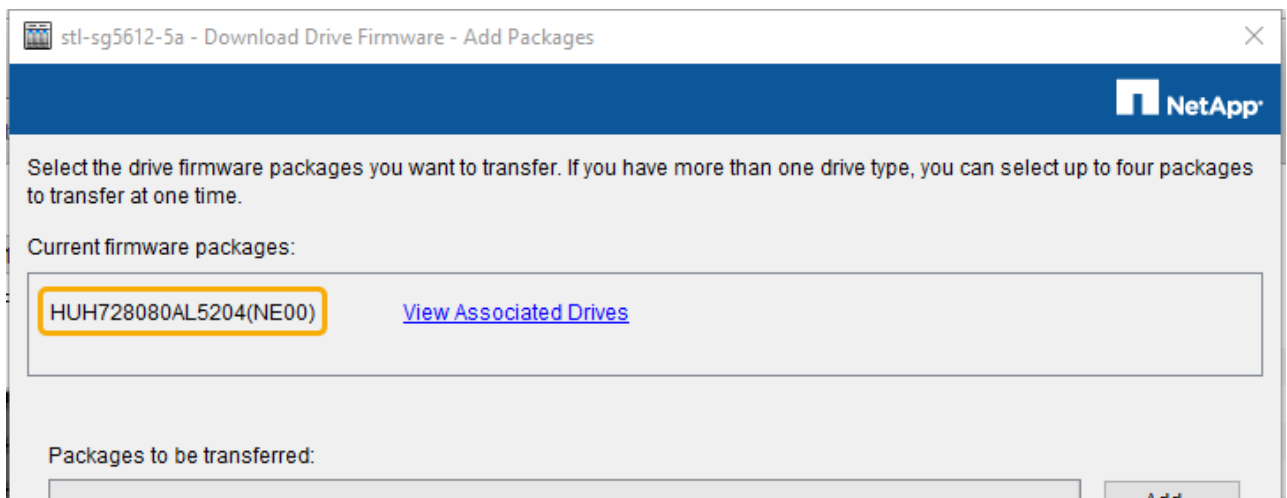 stl-sg5612-5a - Download Drive Firmware - Add Packages
NetApp
Select the drive firmware packages you want to transfer. If you have more than one drive type, you can select up to four packages
to transfer at one time.
Current firmware packages:
HUH728080AL5204(NE00) View Associated Drives
Packages to be transferred: